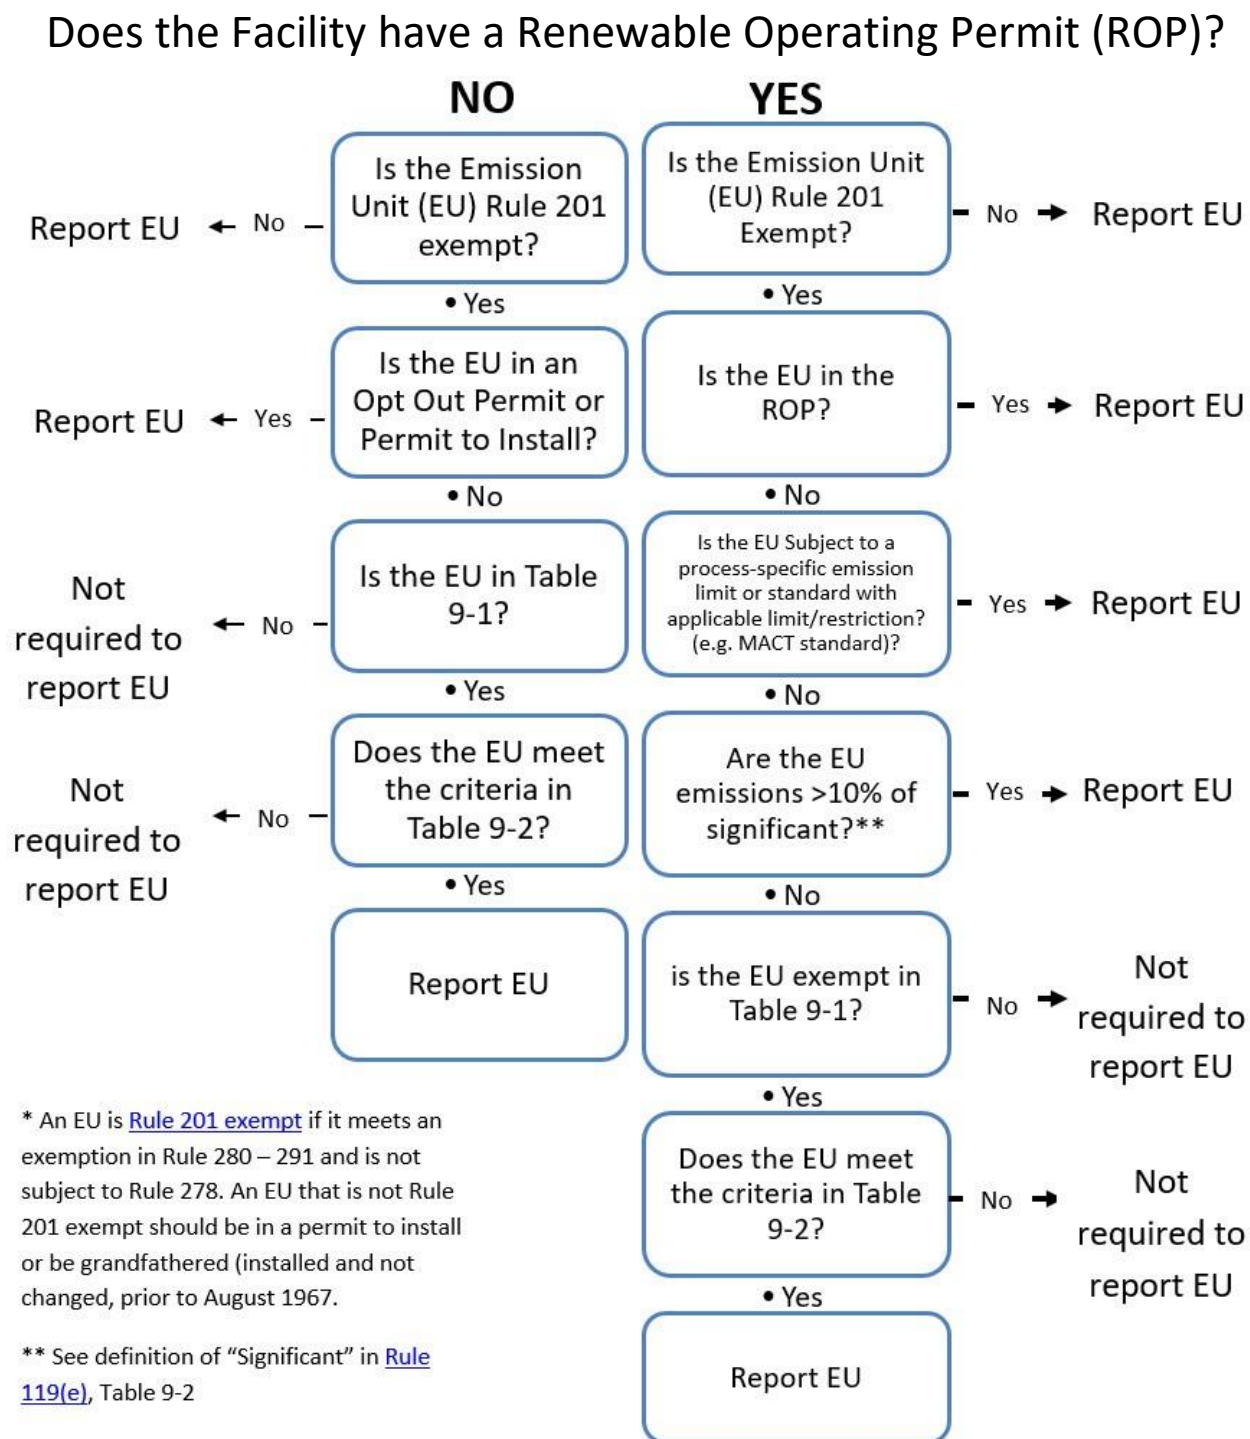 Does the Facility have a Renewable Operating Permit (ROP)?
NO
YES
Is the Emission
Unit (EU) Rule 201
exempt?
Report EU
No
• Yes
Is the EU in an
Opt Out Permit or
Permit to Install?
Report EU
Yes
• No
Is the EU in Table
9-1?
Not
required to
report EU
No
• Yes
Does the EU meet
the criteria in
Table 9-2?
Not
required to
report EU
No
• Yes
Report EU
Is the Emission Unit
(EU) Rule 201
Exempt?
No
Report EU
• Yes
Is the EU in the
ROP?
Yes
Report EU
• No
Is the EU Subject to a
process-specific emission
limit or standard with
applicable limit/restriction?
(e.g. MACT standard)?
Yes
Report EU
• No
Are the EU
emissions >10% of
significant?**
Yes
Report EU
• No
is the EU exempt in
Table 9-1?
No
Not
required to
report EU
• Yes
Does the EU meet
the criteria in Table
9-2?
No
Not
required to
report EU
• Yes
Report EU
* An EU is Rule 201 exempt if it meets an
exemption in Rule 280 – 291 and is not
subject to Rule 278. An EU that is not Rule
201 exempt should be in a permit to install
or be grandfathered (installed and not
changed, prior to August 1967.
** See definition of “Significant” in Rule
119(e), Table 9-2